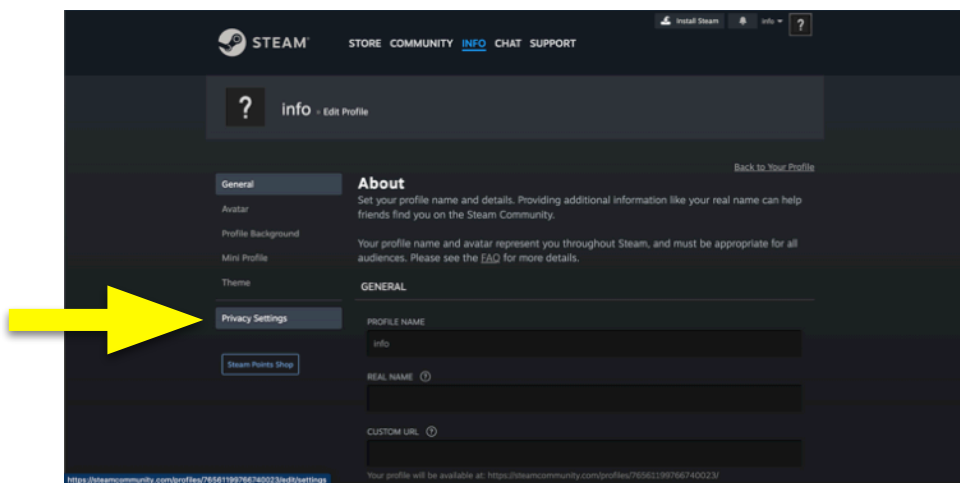 Install Steam
info
?
STEAM
STORE COMMUNITY INFO CHAT SUPPORT
?
info » Edit Profile
Back to Your Profile
General
Avatar
Profile Background
Mini Profile
Theme
Privacy Settings
Steam Points Shop
About
Set your profile name and details. Providing additional information like your real name can help
friends find you on the Steam Community.
Your profile name and avatar represent you throughout Steam, and must be appropriate for all
audiences. Please see the FAQ for more details.
GENERAL
PROFILE NAME
info
REAL NAME ?
CUSTOM URL ?
Your profile will be available at: https://steamcommunity.com/profiles/76561199766740023/
https://steamcommunity.com/profiles/76561199766740023/edit/settings